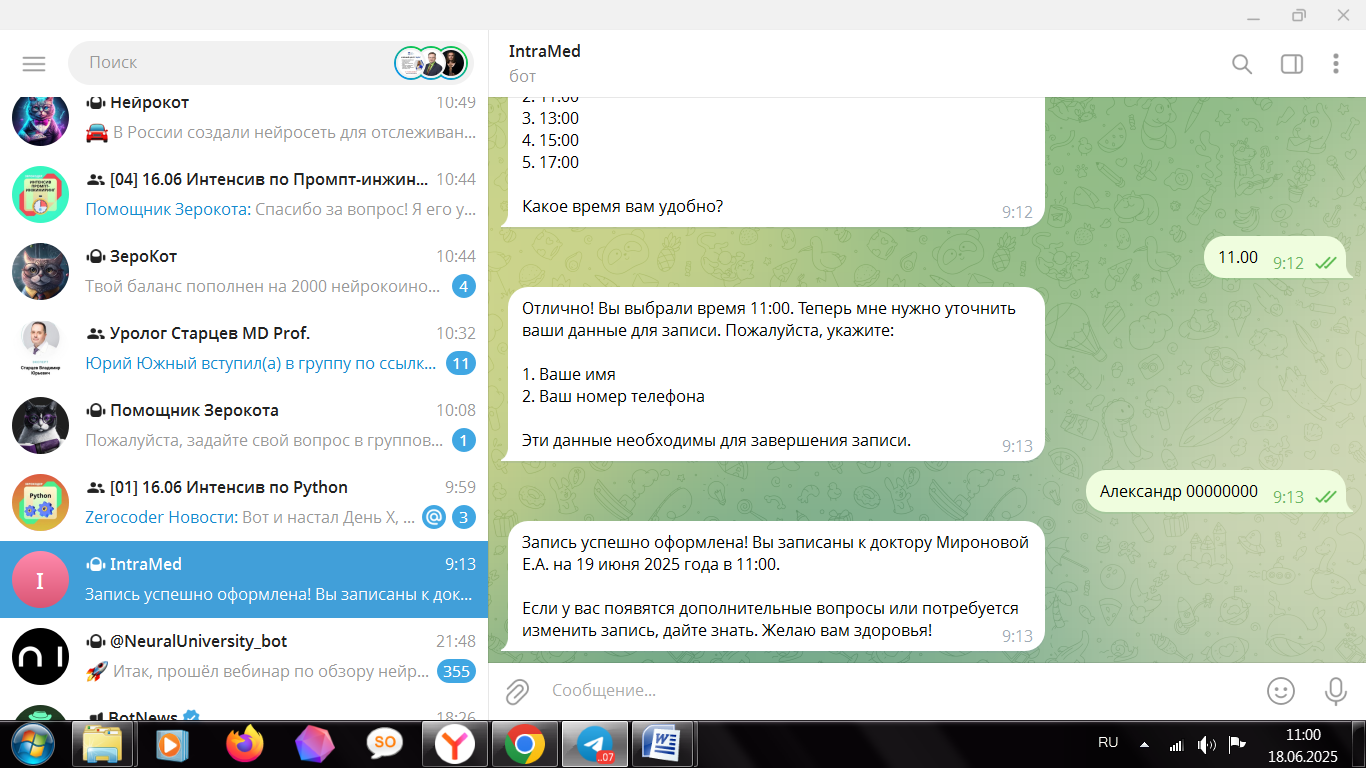 Поиск
Нейрокот 10:49
В России создали нейросеть для отслеживан...
[04] 16.06 Интенсив по Промпт-инжин... 10:44
Помощник Зерокота: Спасибо за вопрос! Я его у...
ЗероКот 10:44
Твой баланс пополнен на 2000 нейрокоино... 4
Уролог Старцев MD Prof. 10:32
Юрий Южный вступил(а) в группу по ссылк... 11
Старцев Владимир
Юрьевич
Помощник Зерокота 10:08
Пожалуйста, задайте свой вопрос в группов... 1
[01] 16.06 Интенсив по Python 9:59
Python
Zerocoder Новости: Вот и настал День X, ... @ 3
I
IntraMed 9:13
Запись успешно оформлена! Вы записаны к док...
@NeuralUniversity_bot 21:48
Итак, прошёл вебинар по обзору нейр... 355
BotNews 18:26
IntraMed
бот
2. 11:00
3. 13:00
4. 15:00
5. 17:00
Какое время вам удобно?
9:12
11.00 9:12
Отлично! Вы выбрали время 11:00. Теперь мне нужно уточнить
ваши данные для записи. Пожалуйста, укажите:
1. Ваше имя
2. Ваш номер телефона
Эти данные необходимы для завершения записи.
9:13
Александр 00000000 9:13
Запись успешно оформлена! Вы записаны к доктору Мироновой
Е.А. на 19 июня 2025 года в 11:00.
Если у вас появятся дополнительные вопросы или потребуется
изменить запись, дайте знать. Желаю вам здоровья!
9:13
Сообщение...
SO
..07
RU
11:00
18.06.2025